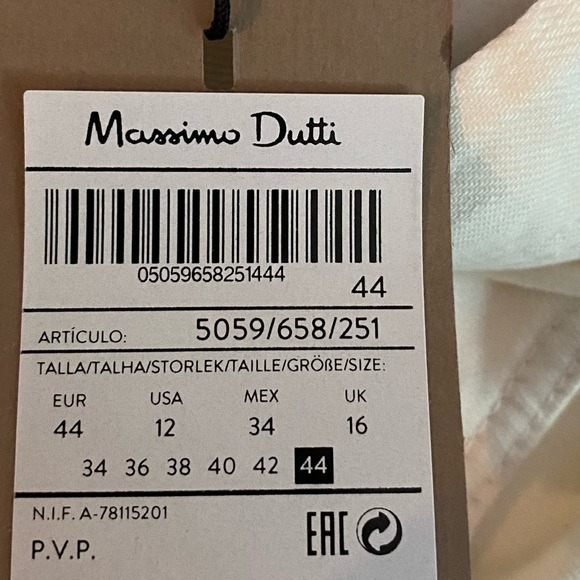 Massimo Dutti
05059658251444
44
ARTÍCULO: 5059/658/251
TALLA/TALHA/STORLEK/TAILLE/GRÖßE/SIZE:
EUR USA MEX UK
44 12 34 16
34 36 38 40 42 44
N.I.F. A-78115201
P.V.P.
EAC